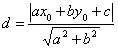 d = |ax₀ + by₀ + c| / √(a² + b²)